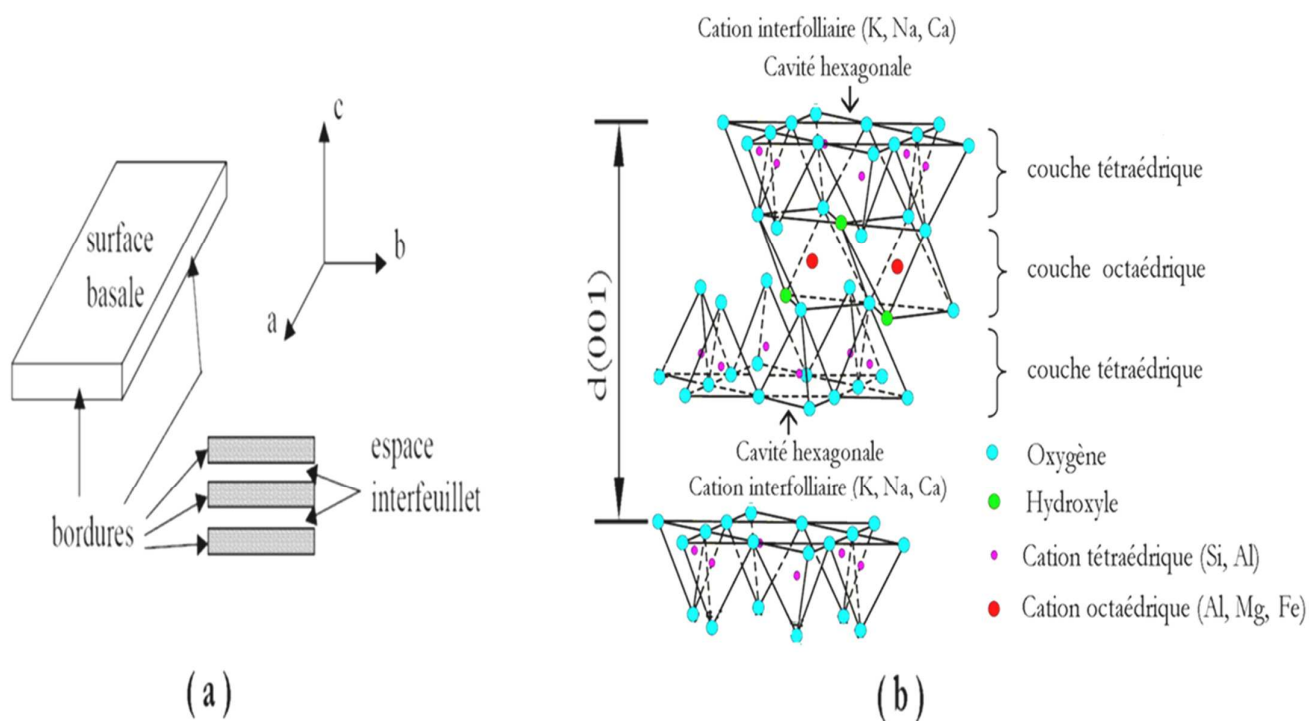 c
b
a
surface
basale
bordures
espace
interfeuillet
( a )
Cation interfolliaire (K, Na, Ca)
Cavité hexagonale
d(001)
couche tétraédrique
couche octaédrique
couche tétraédrique
Cavité hexagonale
Cation interfolliaire (K, Na, Ca)
Oxygène
Hydroxyle
Cation tétraédrique (Si, Al)
Cation octaédrique (Al, Mg, Fe)
( b )